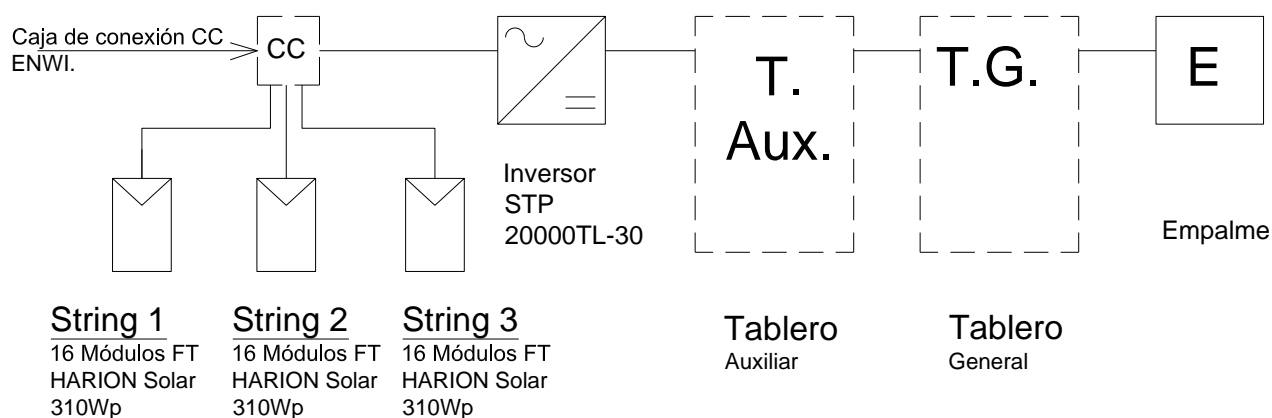 Caja de conexión CC
ENWI.
CC
T.
Aux.
T.G.
E
Inversor
STP
20000TL-30
Empalme
String 1
16 Módulos FT
HARION Solar
310Wp
String 2
16 Módulos FT
HARION Solar
310Wp
String 3
16 Módulos FT
HARION Solar
310Wp
Tablero
Auxiliar
Tablero
General